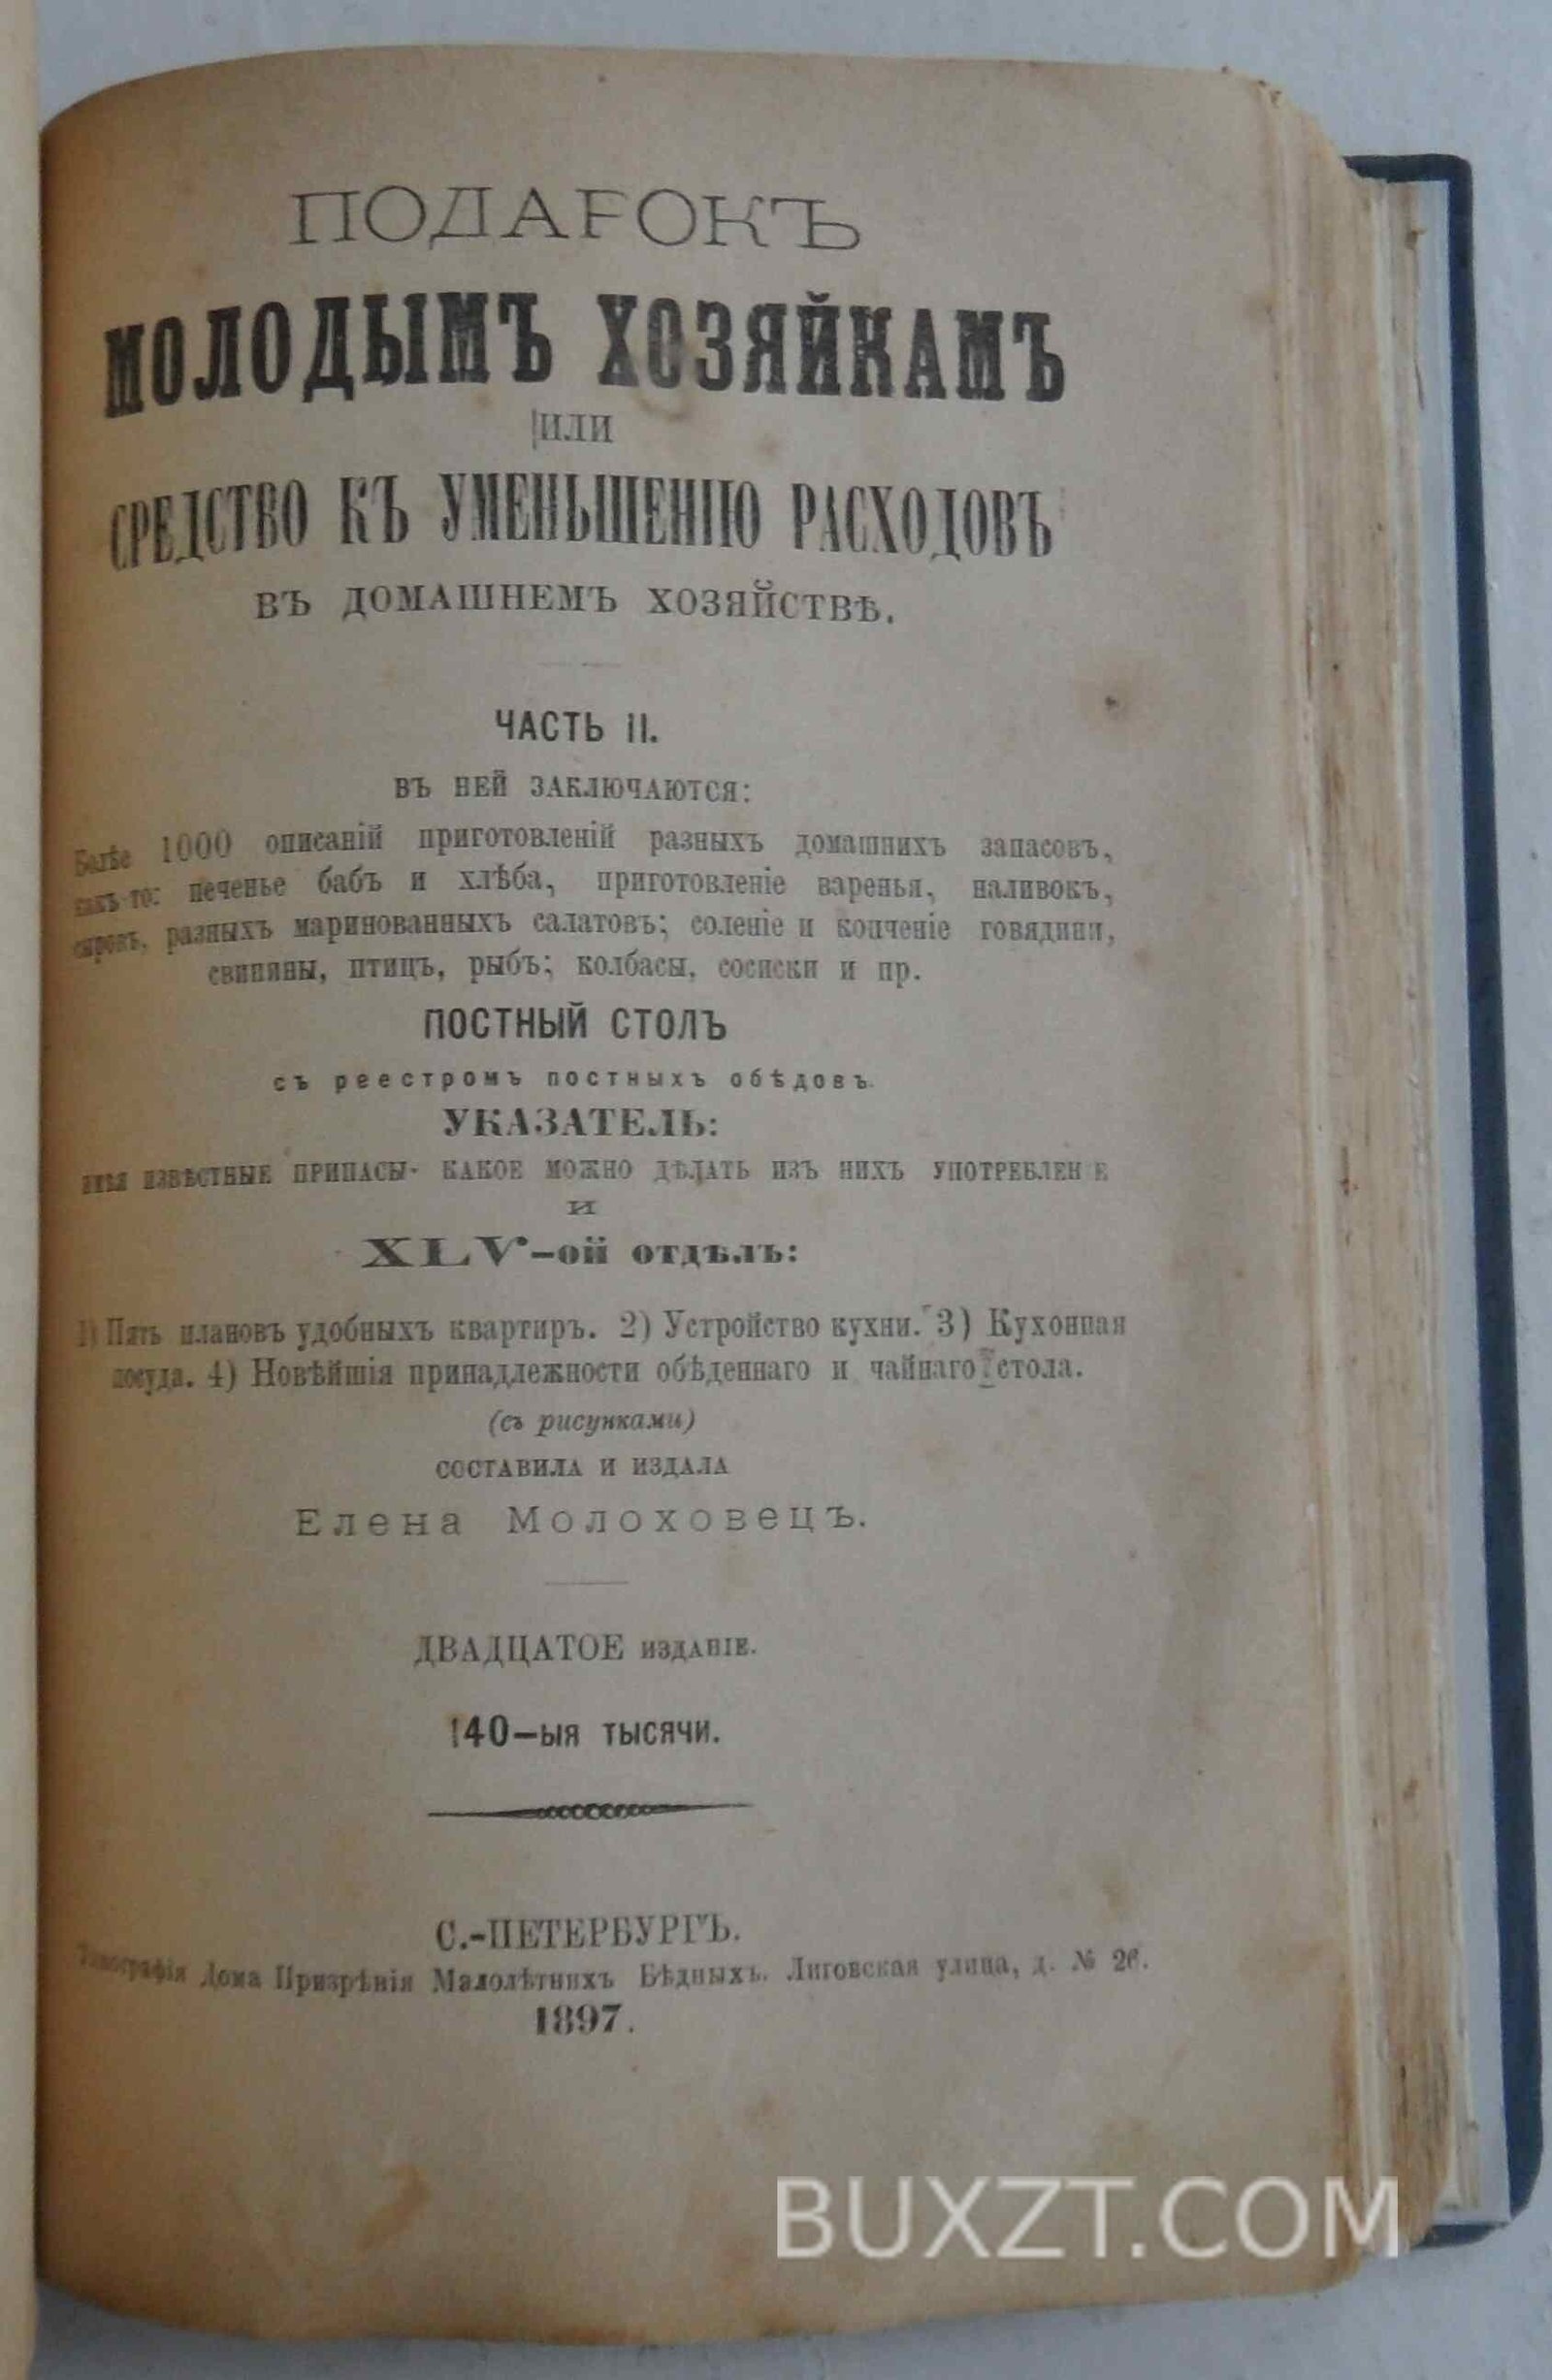 ПОДАРОКЪ
МОЛОДЫМЪ ХОЗЯЙКАМЪ
ИЛИ
СРЕДСТВО КЪ УМЕНЬШЕНІЮ РАСХОДОВЪ
ВЪ ДОМАШНЕМЪ ХОЗЯЙСТВѢ.
ЧАСТЬ II.
ВЪ НЕЙ ЗАКЛЮЧАЮТСЯ:
Болѣе 1000 описаній приготовленій разныхъ домашнихъ запасовъ,
какъ-то: печенье бабъ и хлѣба, приготовленіе варенья, наливокъ,
сыровъ, разныхъ маринованныхъ салатовъ; соленіе и копченіе говядины,
свинины, птицъ, рыбъ; колбасы, сосиски и пр.
ПОСТНЫЙ СТОЛЪ
съ реестромъ постныхъ обѣдовъ.
УКАЗАТЕЛЬ:
ИЗВѢСТНЫЕ ПРИПАСЫ- КАКОЕ МОЖНО ДѢЛАТЬ ИЗЪ НИХЪ УПОТРЕБЛЕН Е
И
XLV-ой отдѣлъ:
1) Пять плановъ удобныхъ квартиръ. 2) Устройство кухни. 3) Кухонная
посуда. 4) Новѣйшія принадлежности обѣденнаго и чайнаго стола.
(съ рисунками)
СОСТАВИЛА И ИЗДАЛА
Елена Молоховецъ.
ДВАДЦАТОЕ ИЗДАНІЕ.
140-ЫЯ ТЫСЯЧИ.
С.-ПЕТЕРБУРГЪ.
Типографія Дома Призрѣнія Малолѣтнихъ Бѣдныхъ. Лиговская улица, д. № 26.
1897.
BUXZT.COM